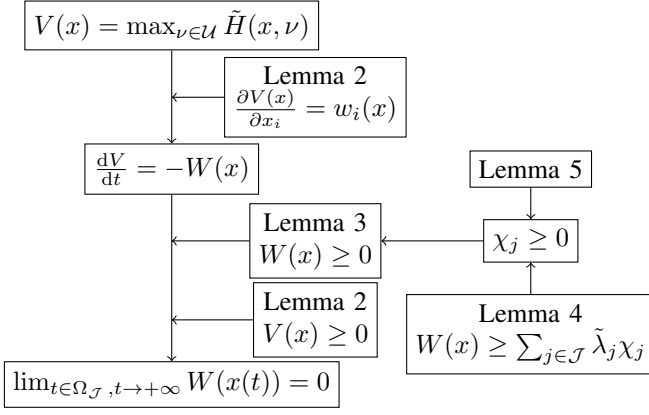 V(x) = max_{ν∈𝒰} H̃(x, ν)
Lemma 2
∂V(x)/∂x_i = w_i(x)
dV/dt = −W(x)
Lemma 5
Lemma 3
W(x) ≥ 0
χ_j ≥ 0
Lemma 2
V(x) ≥ 0
Lemma 4
W(x) ≥ ∑_{j∈𝒥} λ̃_j χ_j
lim_{t∈Ω_𝒥, t→+∞} W(x(t)) = 0